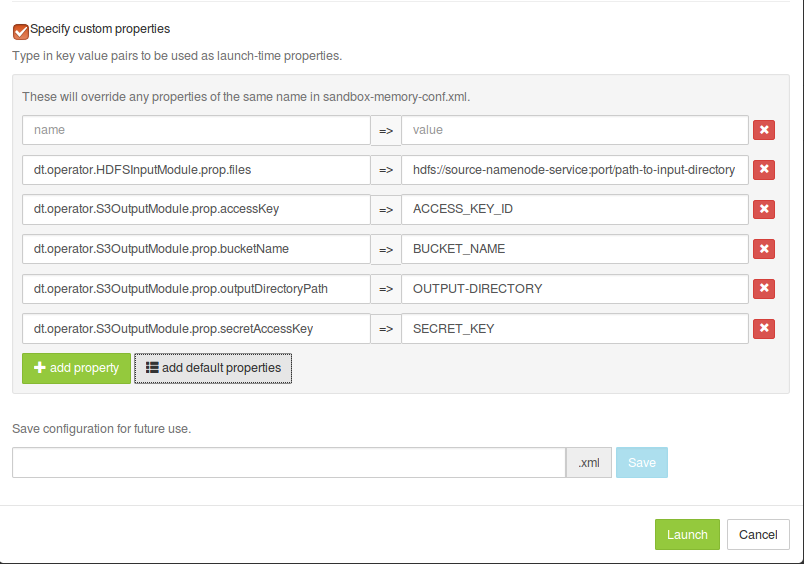 Specify custom properties
Type in key value pairs to be used as launch-time properties.
These will override any properties of the same name in sandbox-memory-conf.xml.
name => value
dt.operator.HDFSInputModule.prop.files => hdfs://source-namenode-service:port/path-to-input-directory
dt.operator.S3OutputModule.prop.accessKey => ACCESS_KEY_ID
dt.operator.S3OutputModule.prop.bucketName => BUCKET_NAME
dt.operator.S3OutputModule.prop.outputDirectoryPath => OUTPUT-DIRECTORY
dt.operator.S3OutputModule.prop.secretAccessKey => SECRET_KEY
add property add default properties
Save configuration for future use.
.xml Save
Launch Cancel